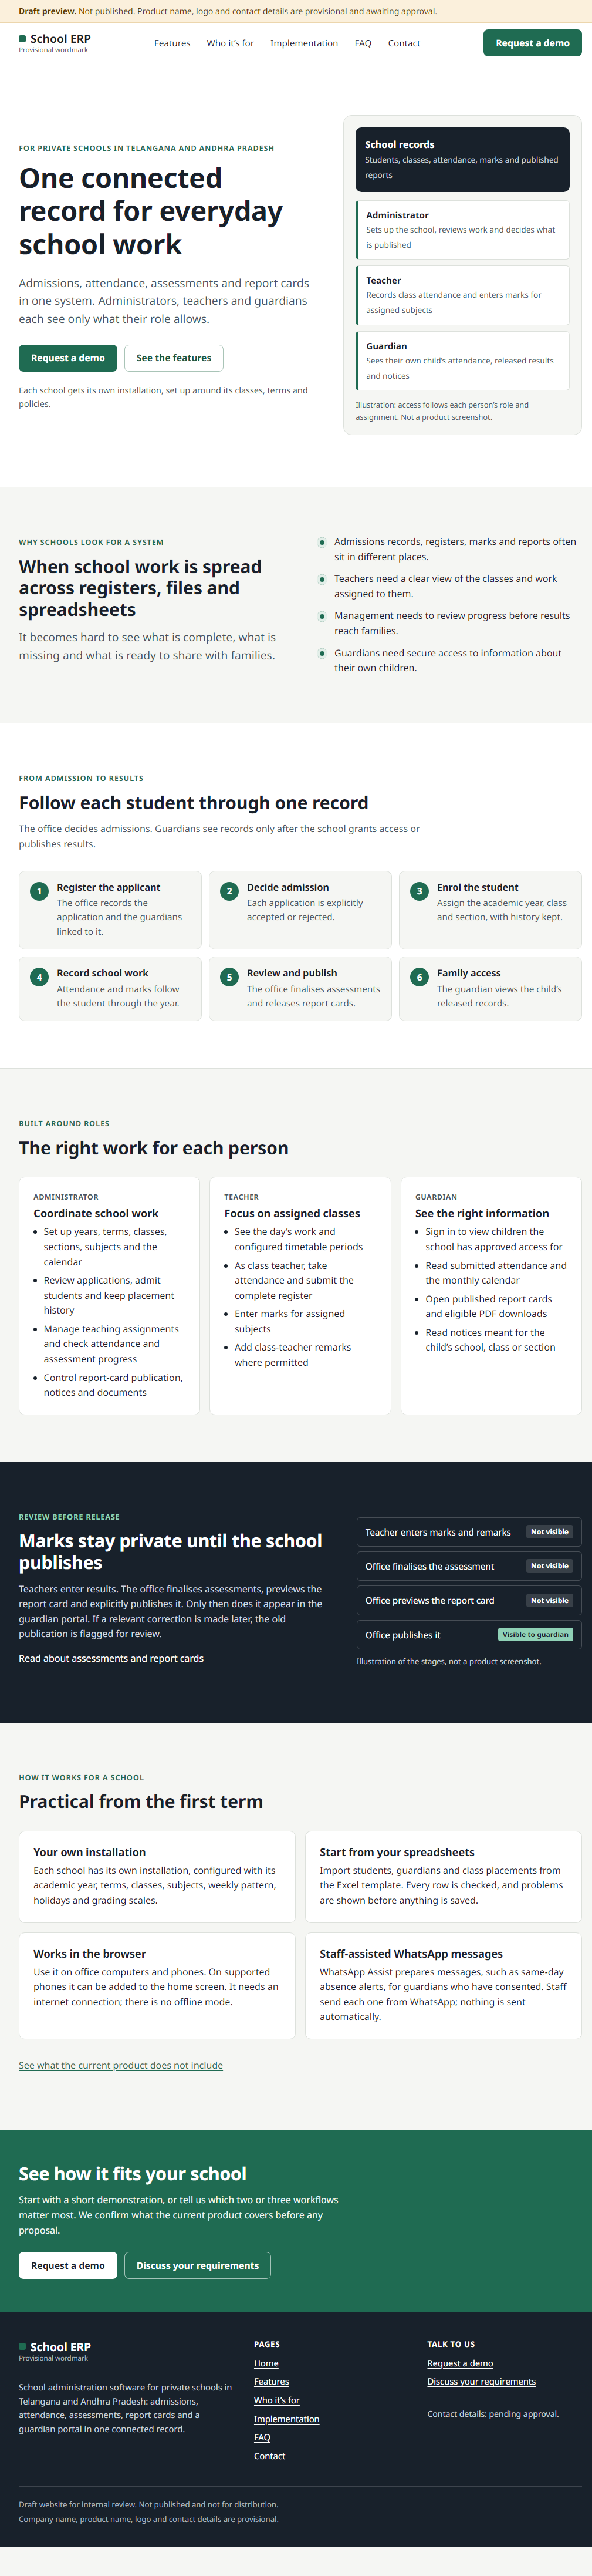 Draft preview. Not published. Product name, logo and contact details are provisional and awaiting approval.
School ERP
Provisional wordmark
Features
Who it's for
Implementation
FAQ
Contact
Request a demo
FOR PRIVATE SCHOOLS IN TELANGANA AND ANDHRA PRADESH
One connected
record for everyday
school work
Admissions, attendance, assessments and report cards
in one system. Administrators, teachers and guardians
each see only what their role allows.
Request a demo
See the features
Each school gets its own installation, set up around its classes, terms and
policies.
School records
Students, classes, attendance, marks and published
reports
Administrator
Sets up the school, reviews work and decides what
is published
Teacher
Records class attendance and enters marks for
assigned subjects
Guardian
Sees their own child's attendance, released results
and notices
Illustration: access follows each person's role and
assignment. Not a product screenshot.
WHY SCHOOLS LOOK FOR A SYSTEM
When school work is spread
across registers, files and
spreadsheets
It becomes hard to see what is complete, what is
missing and what is ready to share with families.
Admissions records, registers, marks and reports often
sit in different places.
Teachers need a clear view of the classes and work
assigned to them.
Management needs to review progress before results
reach families.
Guardians need secure access to information about
their own children.
FROM ADMISSION TO RESULTS
Follow each student through one record
The office decides admissions. Guardians see records only after the school grants access or
publishes results.
1
Register the applicant
The office records the
application and the guardians
linked to it.
2
Decide admission
Each application is explicitly
accepted or rejected.
3
Enrol the student
Assign the academic year, class
and section, with history kept.
4
Record school work
Attendance and marks follow
the student through the year.
5
Review and publish
The office finalises assessments
and releases report cards.
6
Family access
The guardian views the child's
released records.
BUILT AROUND ROLES
The right work for each person
ADMINISTRATOR
Coordinate school work
Set up years, terms, classes,
sections, subjects and the
calendar
Review applications, admit
students and keep placement
history
Manage teaching assignments
and check attendance and
assessment progress
Control report-card publication,
notices and documents
TEACHER
Focus on assigned classes
See the day's work and
configured timetable periods
As class teacher, take
attendance and submit the
complete register
Enter marks for assigned
subjects
Add class-teacher remarks
where permitted
GUARDIAN
See the right information
Sign in to view children the
school has approved access for
Read submitted attendance and
the monthly calendar
Open published report cards
and eligible PDF downloads
Read notices meant for the
child's school, class or section
REVIEW BEFORE RELEASE
Marks stay private until the school
publishes
Teachers enter results. The office finalises assessments, previews the
report card and explicitly publishes it. Only then does it appear in the
guardian portal. If a relevant correction is made later, the old
publication is flagged for review.
Read about assessments and report cards
Teacher enters marks and remarks
Not visible
Office finalises the assessment
Not visible
Office previews the report card
Not visible
Office publishes it
Visible to guardian
Illustration of the stages, not a product screenshot.
HOW IT WORKS FOR A SCHOOL
Practical from the first term
Your own installation
Each school has its own installation, configured with its
academic year, terms, classes, subjects, weekly pattern,
holidays and grading scales.
Start from your spreadsheets
Import students, guardians and class placements from
the Excel template. Every row is checked, and problems
are shown before anything is saved.
Works in the browser
Use it on office computers and phones. On supported
phones it can be added to the home screen. It needs an
internet connection; there is no offline mode.
Staff-assisted WhatsApp messages
WhatsApp Assist prepares messages, such as same-day
absence alerts, for guardians who have consented. Staff
send each one from WhatsApp; nothing is sent
automatically.
See what the current product does not include
See how it fits your school
Start with a short demonstration, or tell us which two or three workflows
matter most. We confirm what the current product covers before any
proposal.
Request a demo
Discuss your requirements
School ERP
Provisional wordmark
School administration software for private schools in
Telangana and Andhra Pradesh: admissions,
attendance, assessments, report cards and a
guardian portal in one connected record.
PAGES
Home
Features
Who it's for
Implementation
FAQ
Contact
TALK TO US
Request a demo
Discuss your requirements
Contact details: pending approval.
Draft website for internal review. Not published and not for distribution.
Company name, product name, logo and contact details are provisional.